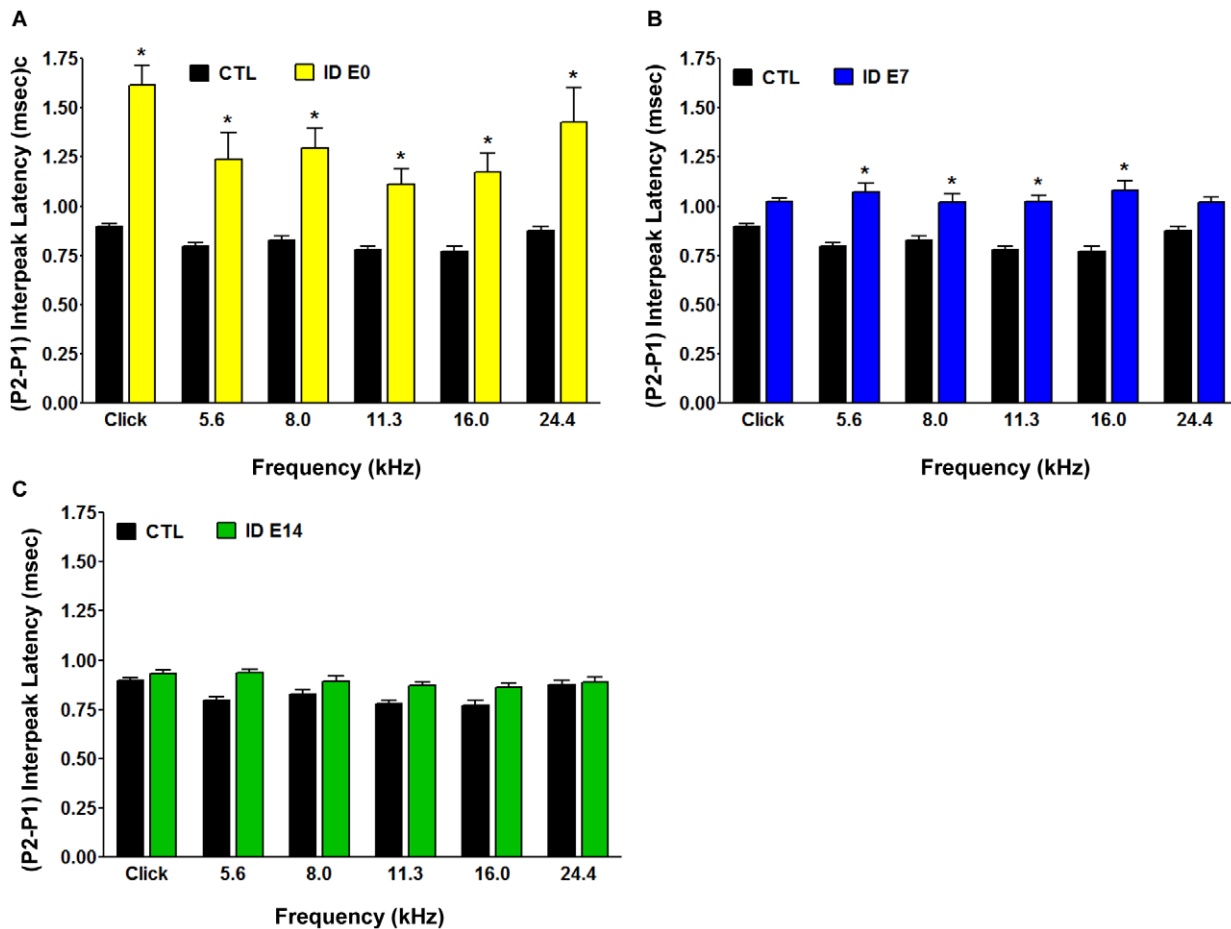 A
(P2-P1) Interpeak Latency (msec)c
1.75
1.50
1.25
1.00
0.75
0.50
0.25
0.00
CTL ID E0
* * * * * *
Click 5.6 8.0 11.3 16.0 24.4
Frequency (kHz)
B
(P2-P1) Interpeak Latency (msec)
1.75
1.50
1.25
1.00
0.75
0.50
0.25
0.00
CTL ID E7
* * * *
Click 5.6 8.0 11.3 16.0 24.4
Frequency (kHz)
C
(P2-P1) Interpeak Latency (msec)
1.75
1.50
1.25
1.00
0.75
0.50
0.25
0.00
CTL ID E14
Click 5.6 8.0 11.3 16.0 24.4
Frequency (kHz)